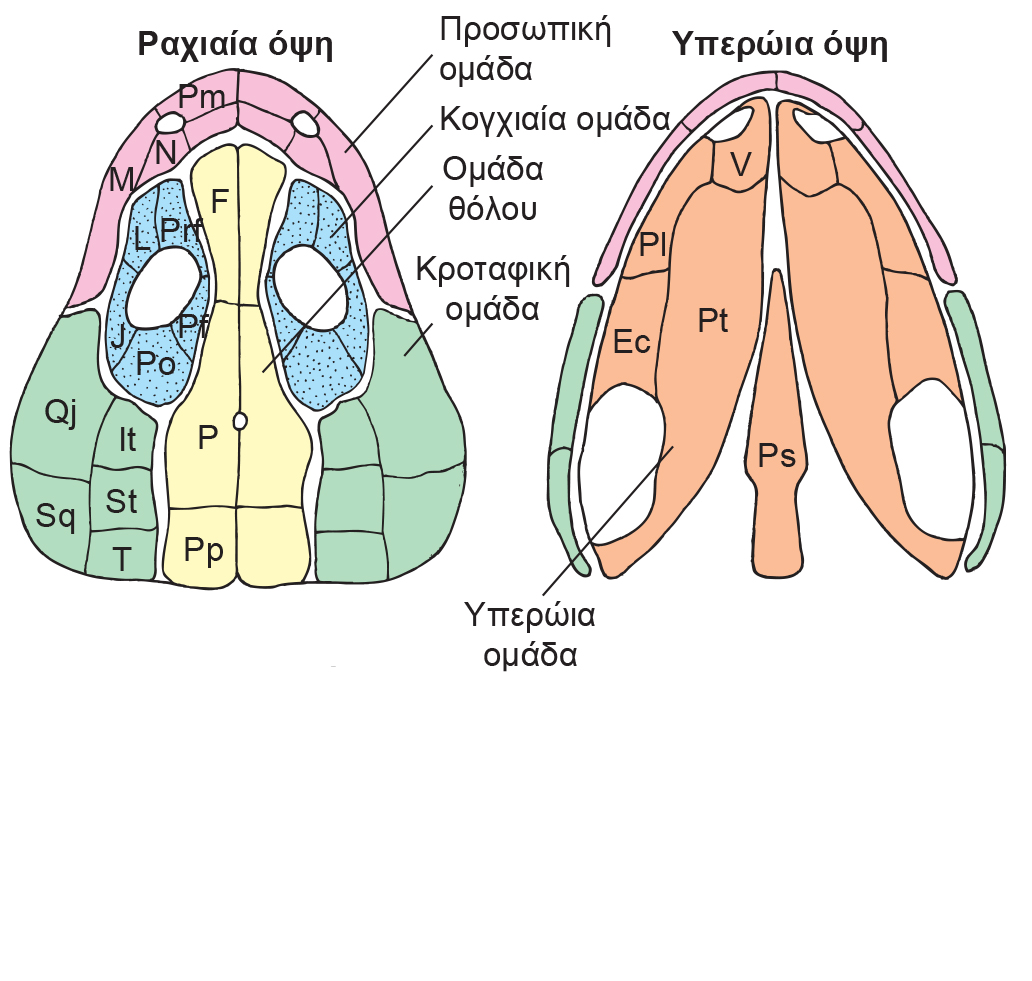 Ραχιαία όψη
Προσωπική
ομάδα
Υπερώια όψη
Κογχιαία ομάδα
Ομάδα
θόλου
Κροταφική
ομάδα
Pm
N
M
F
L
Prf
J
Pf
Po
Qj
It
P
Sq
St
T
Pp
V
Pl
Pt
Ec
Ps
Υπερώια
ομάδα